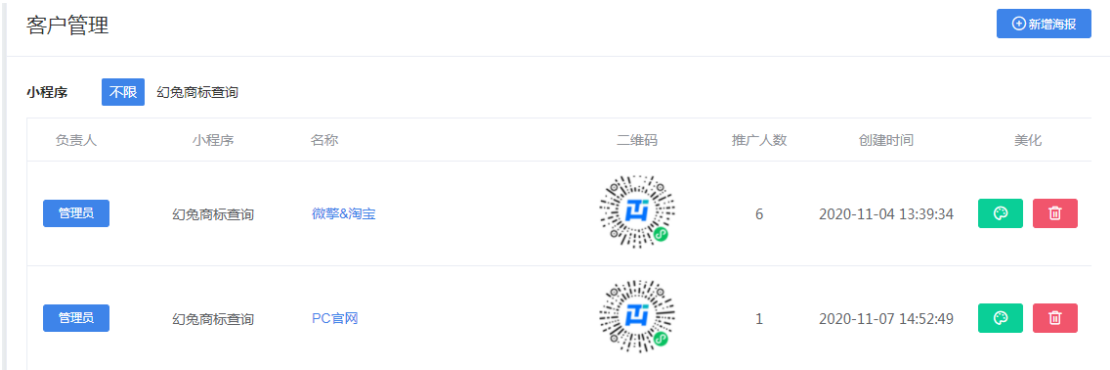 客户管理
新增海报
小程序 不限 幻兔商标查询
负责人 小程序 名称 二维码 推广人数 创建时间 美化
管理员 幻兔商标查询 微擎&淘宝 6 2020-11-04 13:39:34
管理员 幻兔商标查询 PC官网 1 2020-11-07 14:52:49